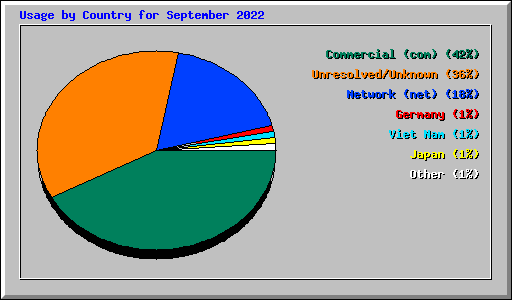 Usage by Country for September 2022
Commercial (com) (42%)
Unresolved/Unknown (36%)
Network (net) (18%)
Germany (1%)
Viet Nam (1%)
Japan (1%)
Other (1%)